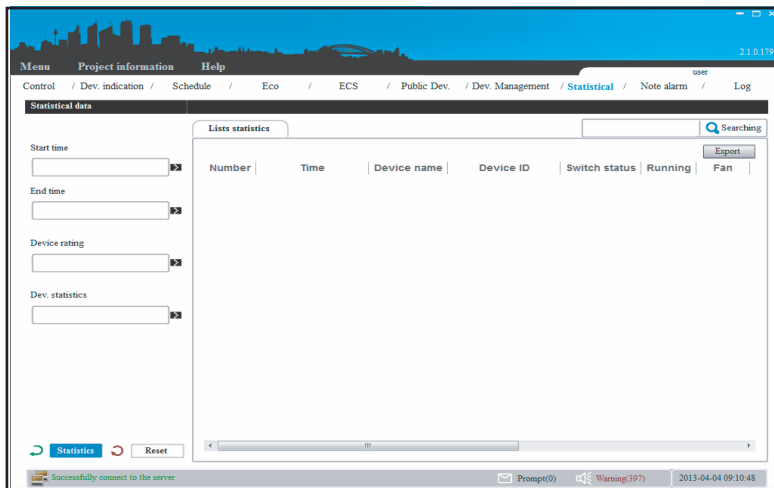 2.1.0.179
Menu Project information Help
user
Control / Dev. indication / Schedule / Eco / ECS / Public Dev. / Dev. Management / Statistical / Note alarm / Log
Statistical data
Lists statistics
Searching
Start time
Export
Number Time Device name Device ID Switch status Running Fan
End time
Device rating
Dev. statistics
Statistics Reset
Successfully connect to the server Prompt(0) Warning(397) 2013-04-04 09:10:48